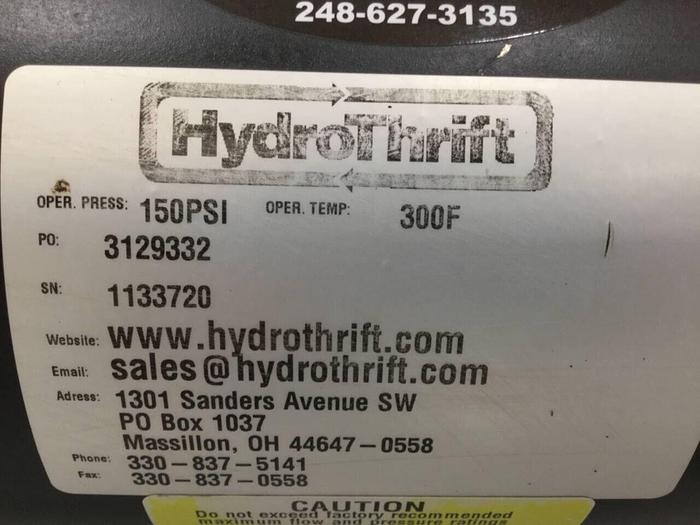 248-627-3135
HydroThrift
OPER. PRESS: 150PSI OPER. TEMP: 300F
PO: 3129332
SN: 1133720
Website: www.hydrothrift.com
Email: sales@hydrothrift.com
Adress: 1301 Sanders Avenue SW
PO Box 1037
Massillon, OH 44647-0558
Phone: 330-837-5141
Fax: 330-837-0558
CAUTION
Do not exceed factory recommended
maximum flow and pressure ratings